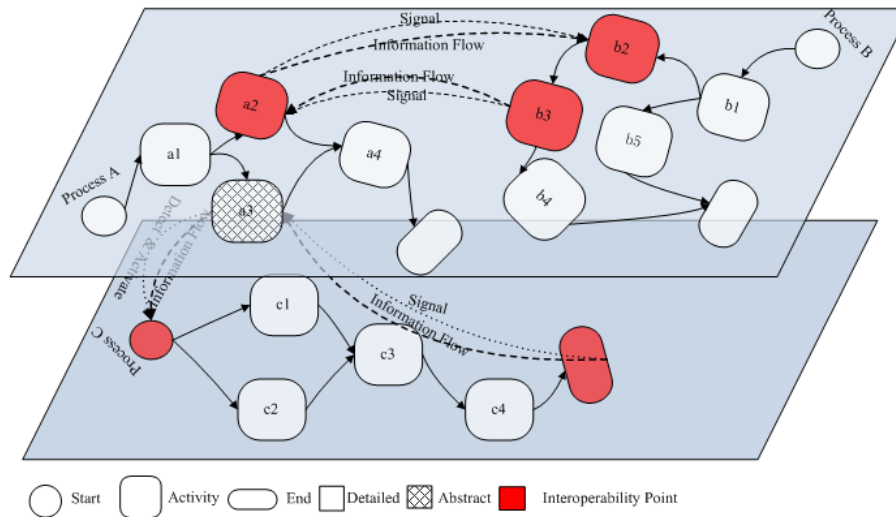 Signal
Information Flow
Process B
b2
Information Flow
Signal
a2
b3
b1
b5
a1
a4
Process A
a3
b4
Detect & Activate
Information Flow
c1
Signal
Information Flow
Process C
c3
c2
c4
Start
Activity
End
Detailed
Abstract
Interoperability Point